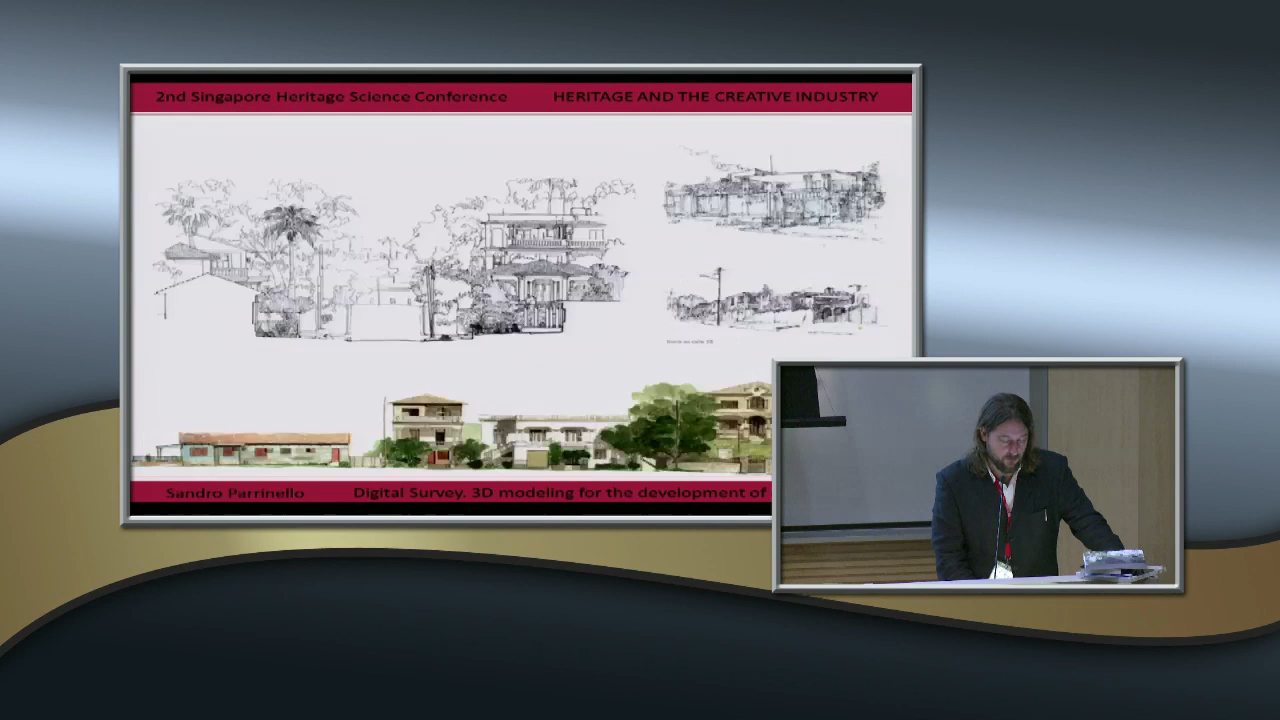 2nd Singapore Heritage Science Conference HERITAGE AND THE CREATIVE INDUSTRY
Sandro Parrinello Digital Survey. 3D modeling for the development of